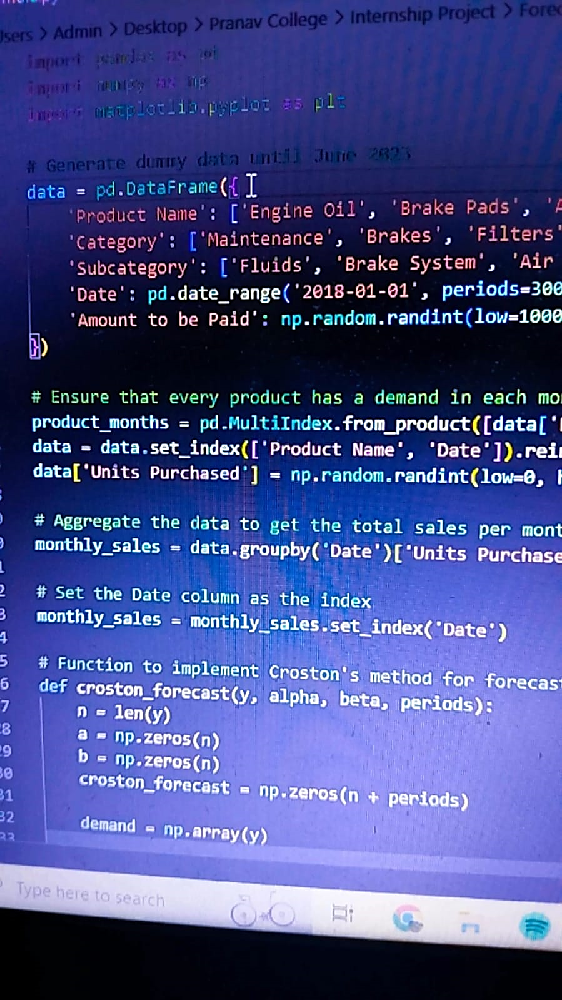 Users > Admin > Desktop > Pranav College > Internship Project > Forec
import pandas as pd
import numpy as np
import matplotlib.pyplot as plt
# Generate dummy data until June 2023
data = pd.DataFrame({
'Product Name': ['Engine Oil', 'Brake Pads', 'A
'Category': ['Maintenance', 'Brakes', 'Filters'
'Subcategory': ['Fluids', 'Brake System', 'Air
'Date': pd.date_range('2018-01-01', periods=300
'Amount to be Paid': np.random.randint(low=1000
})
# Ensure that every product has a demand in each mo
product_months = pd.MultiIndex.from_product([data['
data = data.set_index(['Product Name', 'Date']).rei
data['Units Purchased'] = np.random.randint(low=0,
# Aggregate the data to get the total sales per mont
monthly_sales = data.groupby('Date')['Units Purchase
# Set the Date column as the index
monthly_sales = monthly_sales.set_index('Date')
# Function to implement Croston's method for forecas
def croston_forecast(y, alpha, beta, periods):
n = len(y)
a = np.zeros(n)
b = np.zeros(n)
croston_forecast = np.zeros(n + periods)
demand = np.array(y)
Type here to search